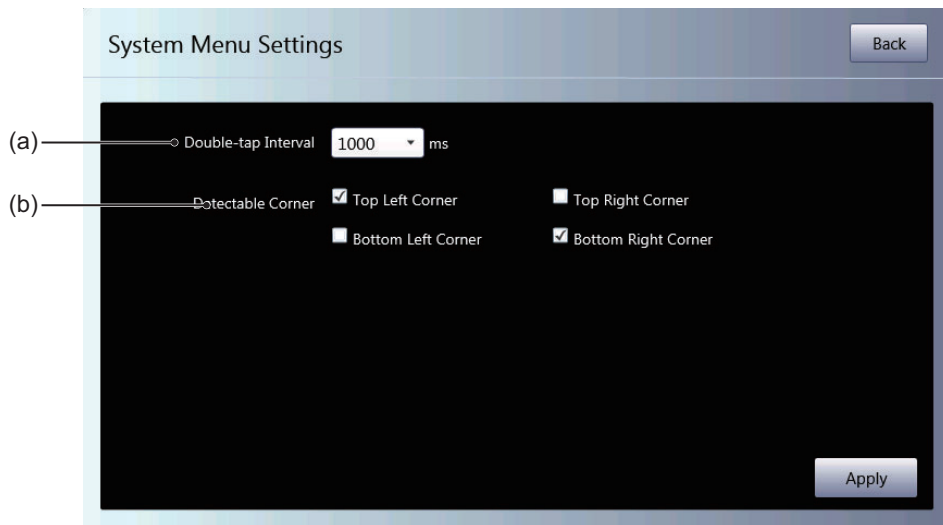 System Menu Settings
Back
(a)
Double-tap Interval 1000 ms
(b)
Detectable Corner Top Left Corner Top Right Corner
Bottom Left Corner Bottom Right Corner
Apply